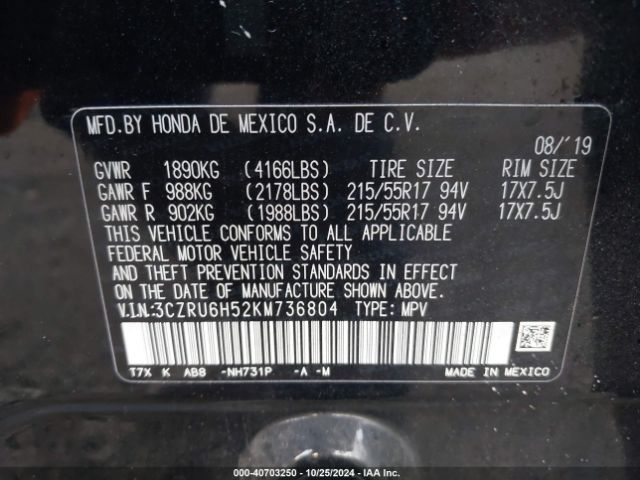 MFD.BY HONDA DE MEXICO S.A. DE C.V.
08/'19
GVWR 1890KG (4166LBS) TIRE SIZE RIM SIZE
GAWR F 988KG (2178LBS) 215/55R17 94V 17X7.5J
GAWR R 902KG (1988LBS) 215/55R17 94V 17X7.5J
THIS VEHICLE CONFORMS TO ALL APPLICABLE
FEDERAL MOTOR VEHICLE SAFETY
AND THEFT PREVENTION STANDARDS IN EFFECT
ON THE DATE OF MANUFACTURE SHOWN ABOVE.
V.I.N:3CZRU6H52KM736804 TYPE: MPV
T7X K AB8 -NH731P -A -M MADE IN MEXICO
000-40703250 - 10/25/2024 - IAA Inc.